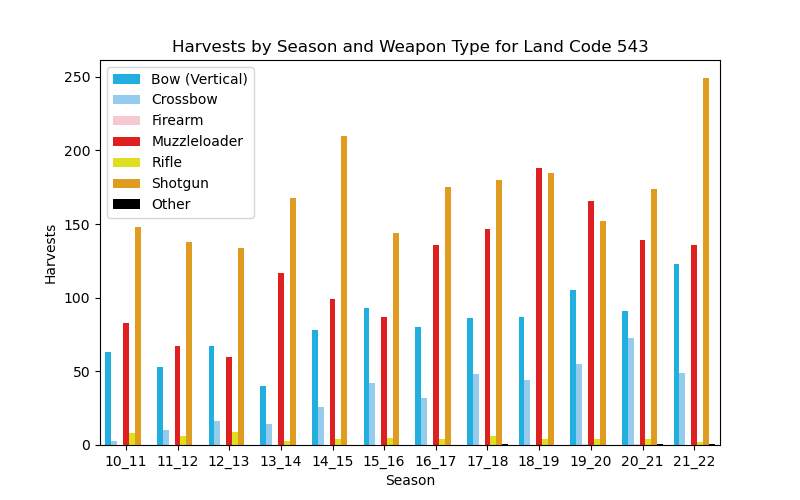 Harvests by Season and Weapon Type for Land Code 543
Harvests
250
200
150
100
50
0
Bow (Vertical)
Crossbow
Firearm
Muzzleloader
Rifle
Shotgun
Other
10_11 11_12 12_13 13_14 14_15 15_16 16_17 17_18 18_19 19_20 20_21 21_22
Season